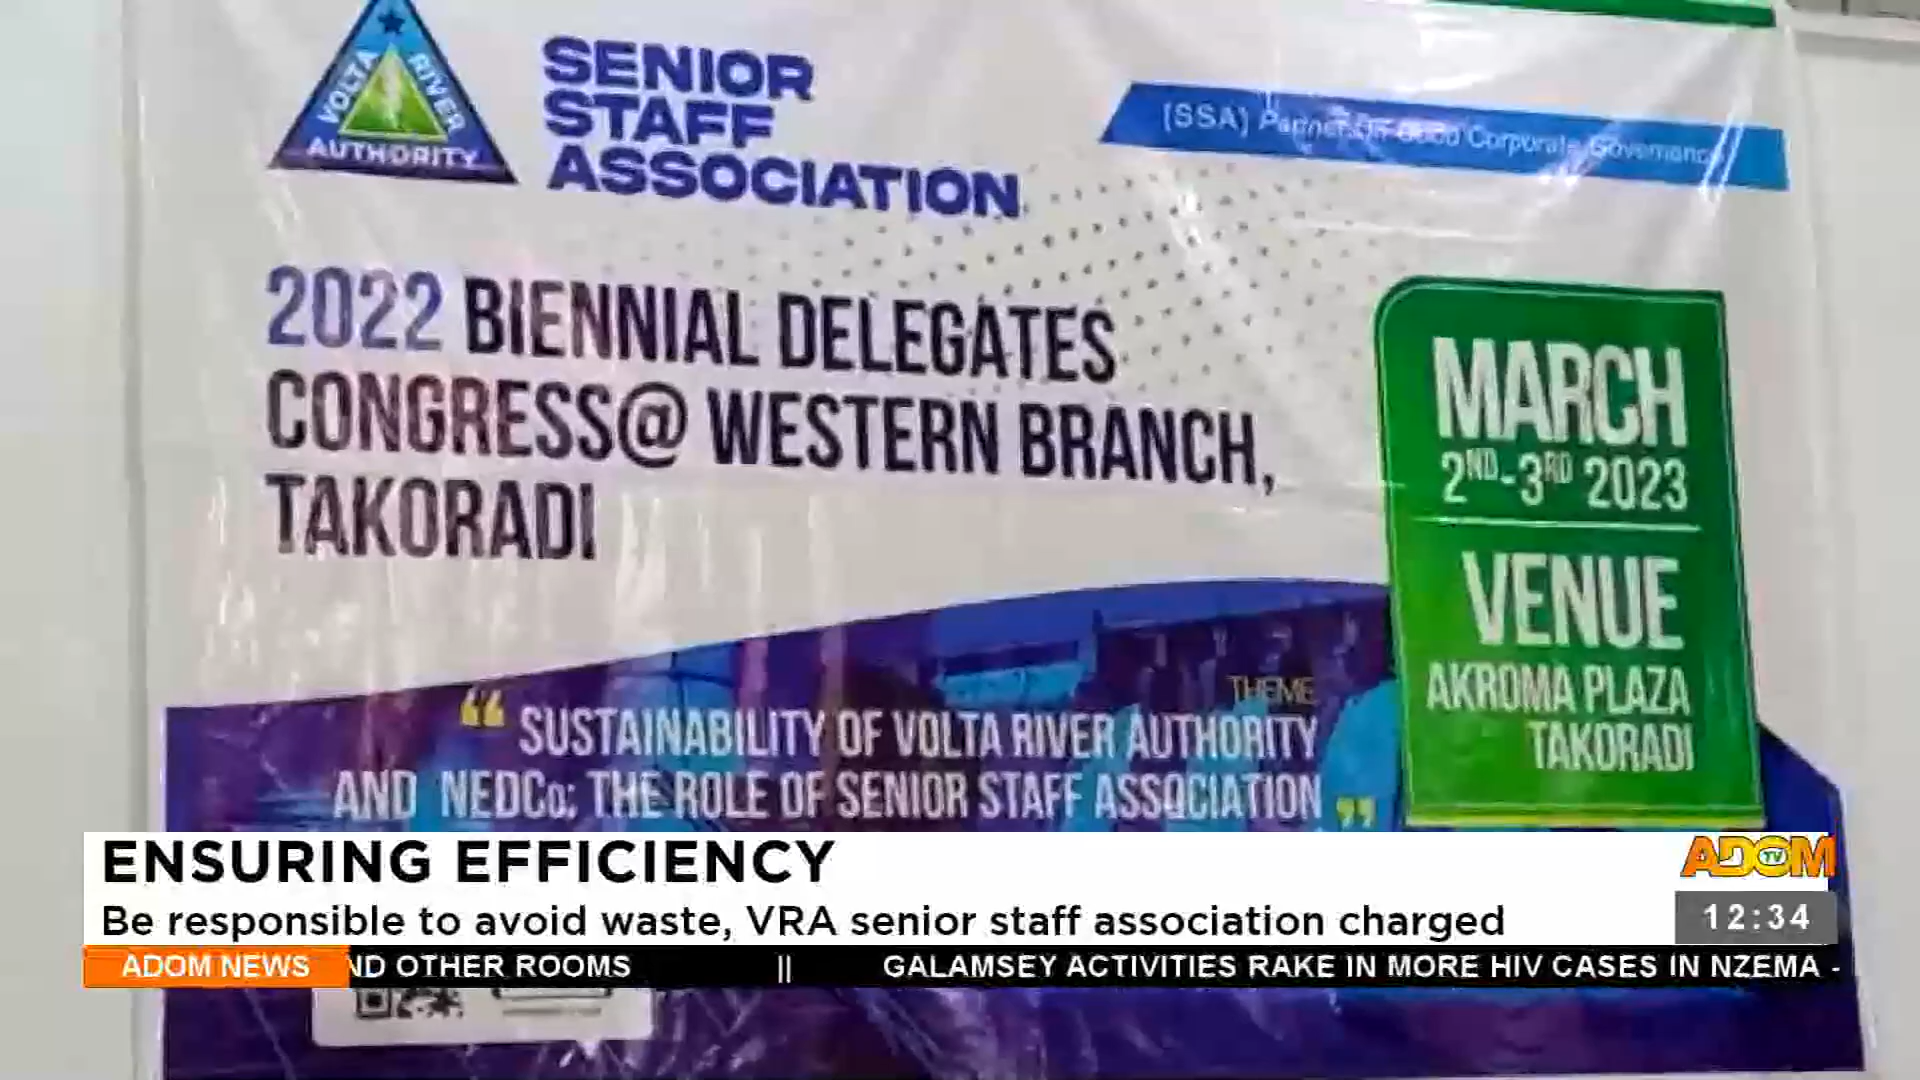 VOLTA RIVER
AUTHORITY
SENIOR
STAFF
ASSOCIATION
(SSA) Partner On Good Corporate Governance
2022 BIENNIAL DELEGATES
CONGRESS@ WESTERN BRANCH,
TAKORADI
MARCH
2ND-3RD 2023
VENUE
AKROMA PLAZA
TAKORADI
THEME
“ SUSTAINABILITY OF VOLTA RIVER AUTHORITY
AND NEDCo; THE ROLE OF SENIOR STAFF ASSOCIATION ”
ENSURING EFFICIENCY
ADOM TV
Be responsible to avoid waste, VRA senior staff association charged
12:34
ADOM NEWS
ND OTHER ROOMS || GALAMSEY ACTIVITIES RAKE IN MORE HIV CASES IN NZEMA -